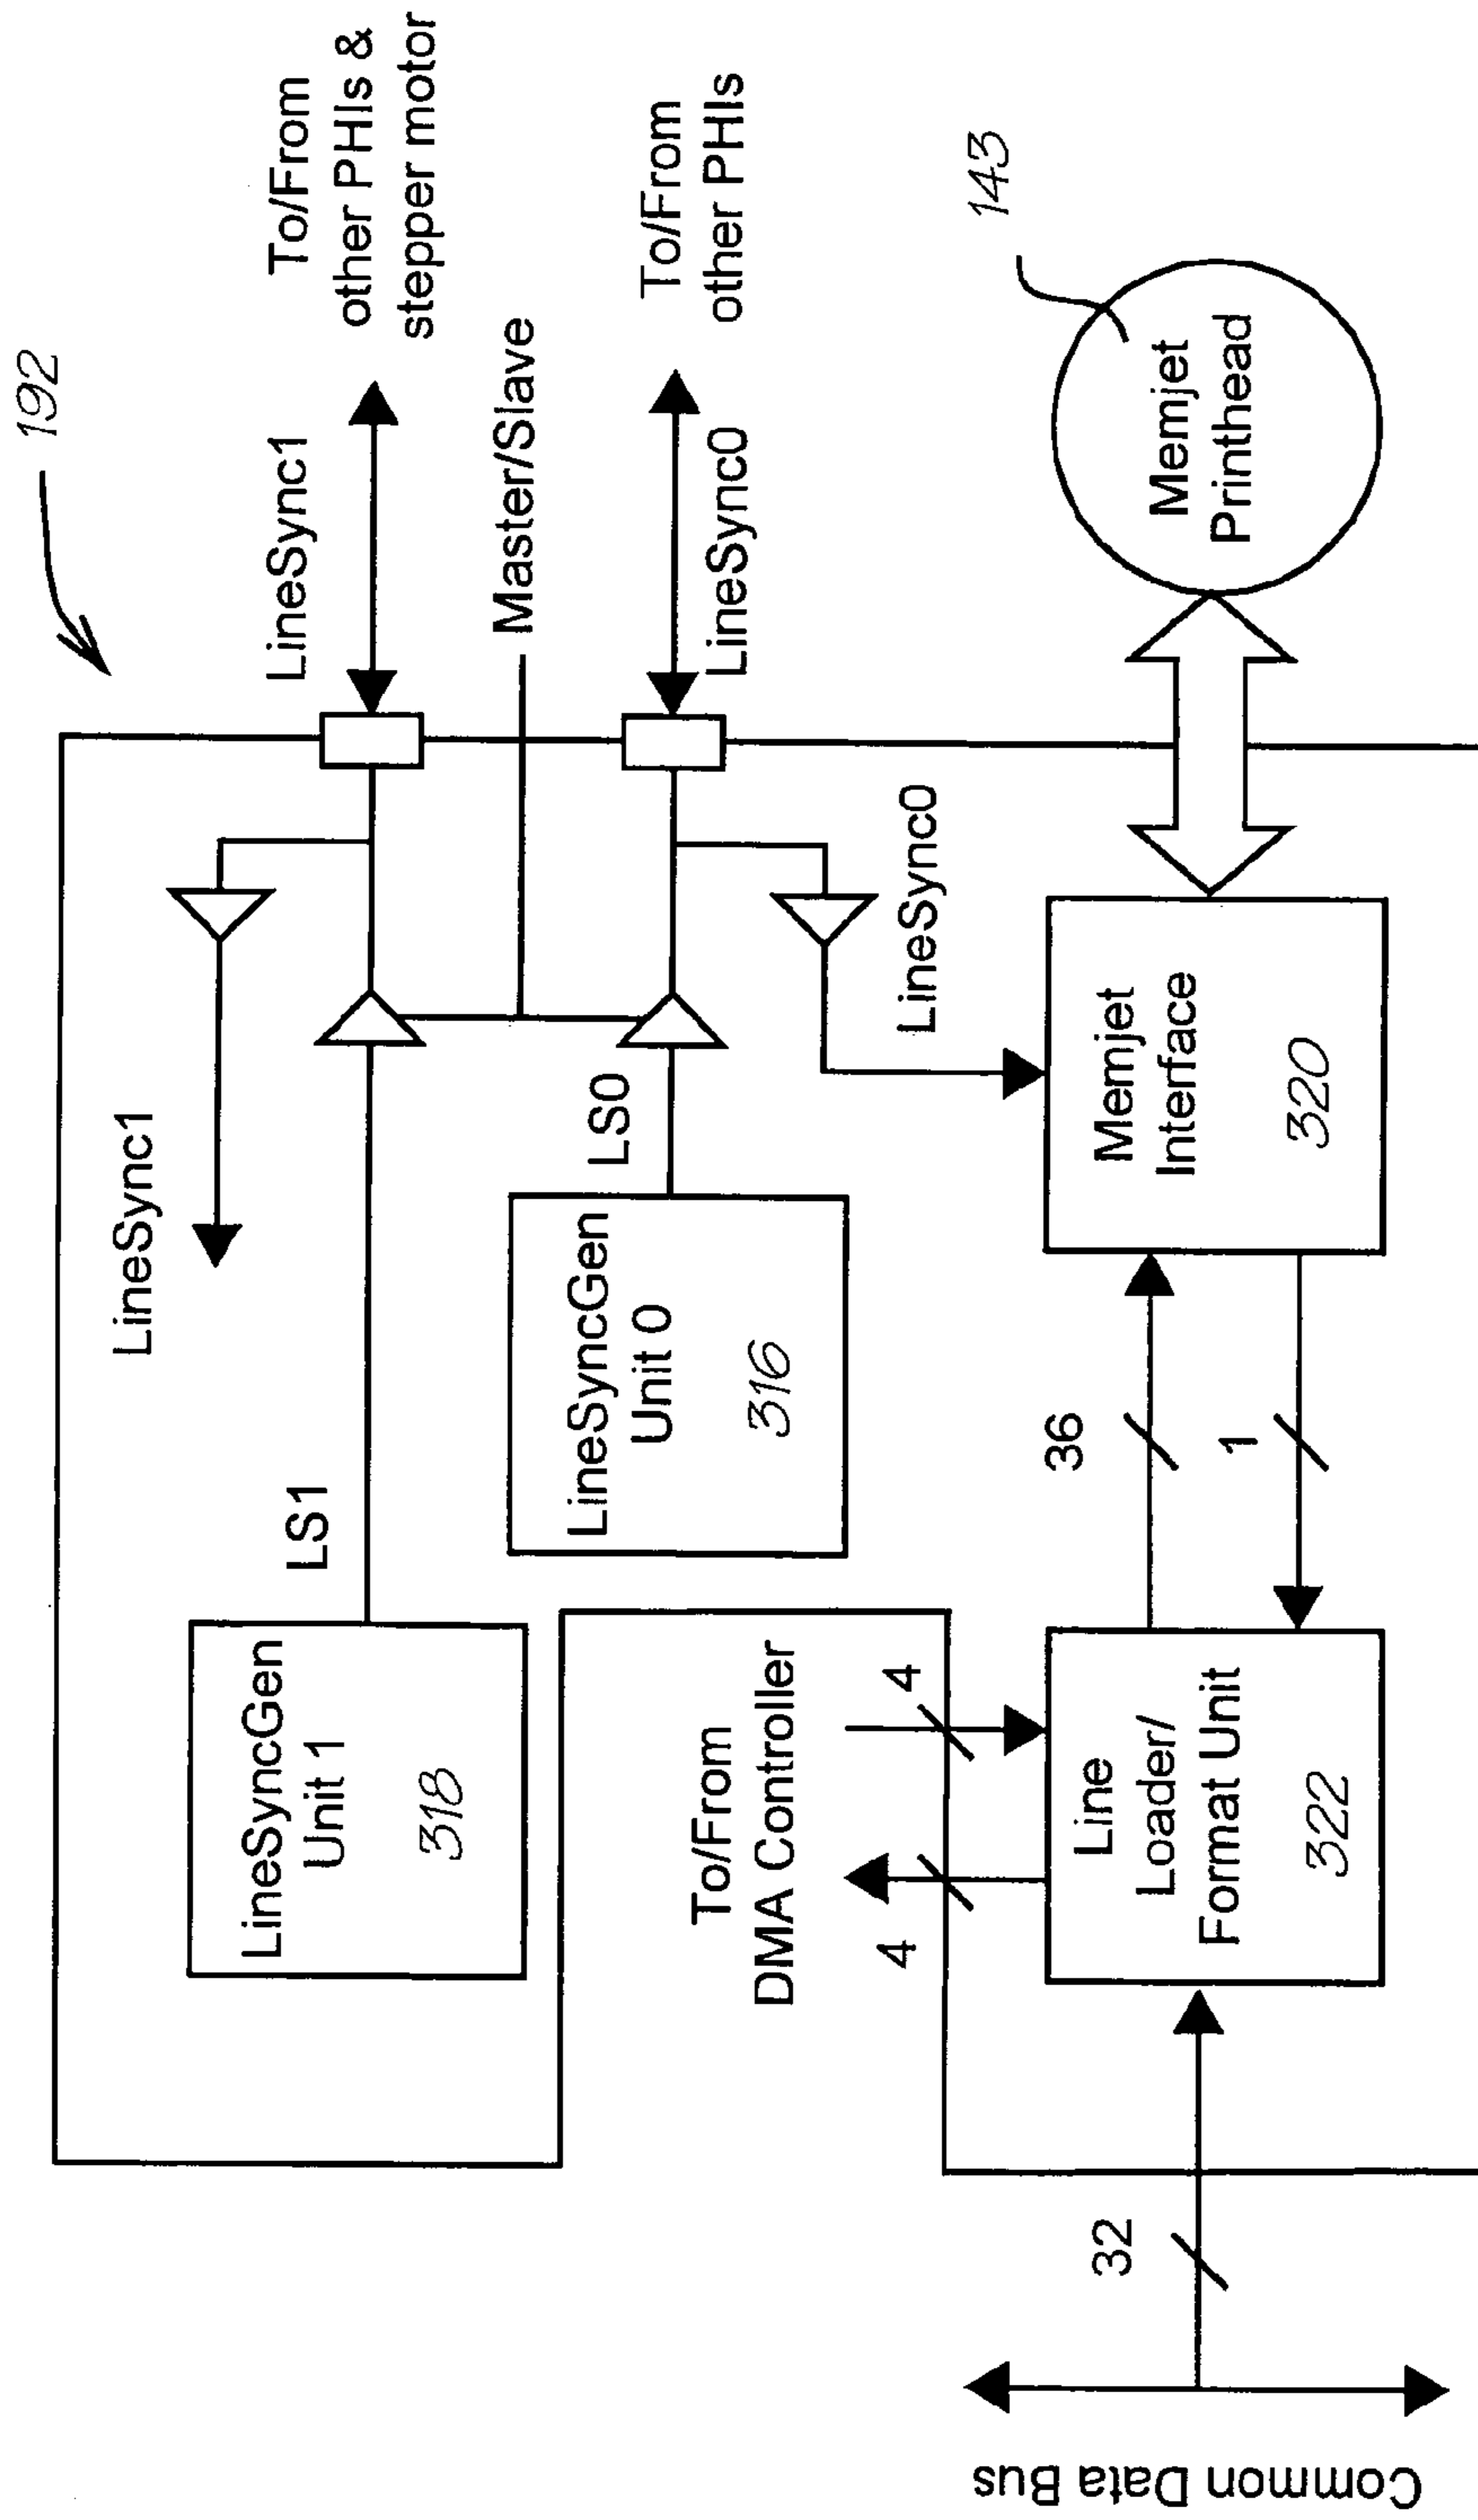 192
LineSync1
To/From
other PHIs &
stepper motor
LineSync1
Master/Slave
To/From
other PHIs
LineSync0
LineSyncGen
Unit 1
318
LS1
LineSyncGen
Unit 0
316
LS0
LineSync0
To/From
DMA Controller
4
4
143
Memjet
Printhead
Common Data Bus
32
Line
Loader/
Format Unit
322
36
1
Memjet
Interface
320